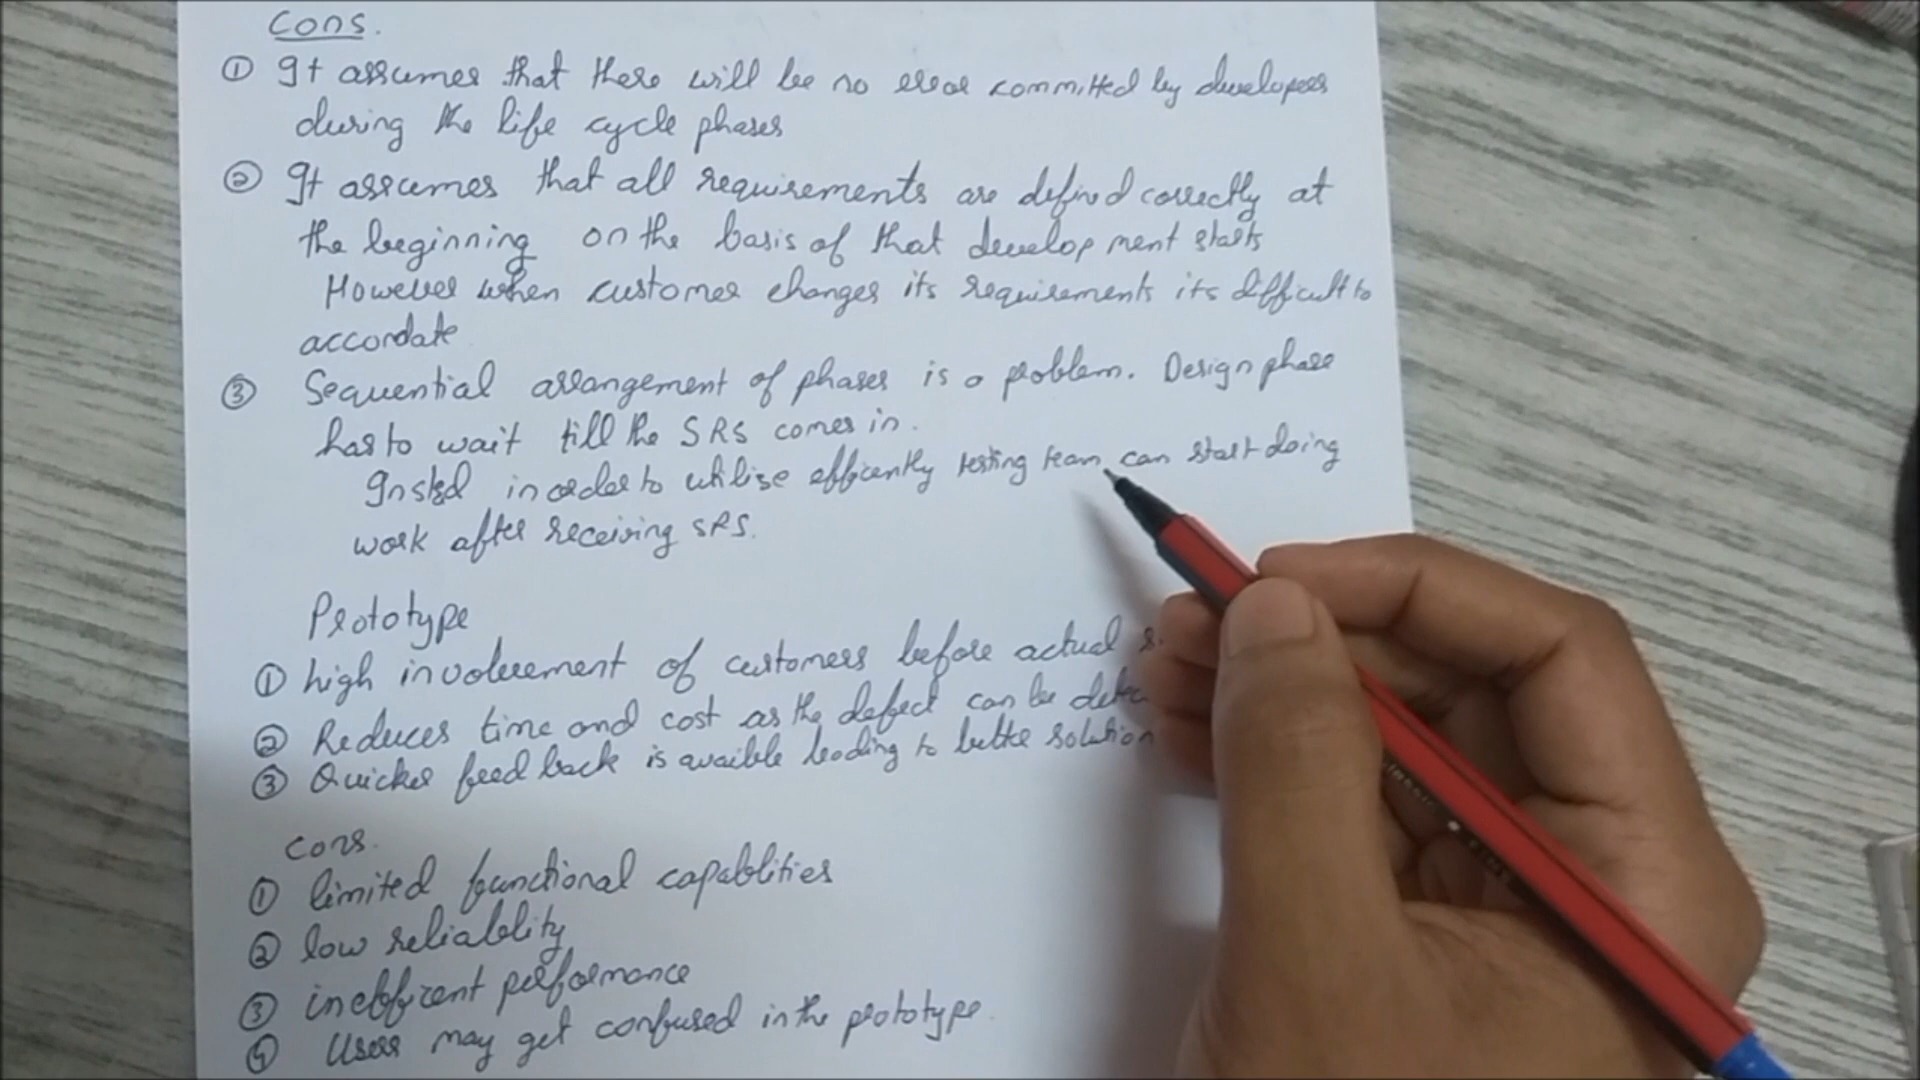 Cons.
① It assumes that there will be no error committed by developers
during the life cycle phases
② It assumes that all requirements are defined correctly at
the beginning on the basis of that development starts
However when customer changes its requirements its difficult to
accordate
③ Sequential arrangement of phases is a problem. Design phase
has to wait till the SRS comes in.
in order to utilise efficently testing team can start doing
work after receiving SRS.
Prototype
① high involvement of customers before actual
② Reduces time and cost as the defect can be
③ Quicker feed back is avaible leading to solution
cons.
① limited functional capablities
② low reliablity
③ performance
④ Users may get confused in the prototype.